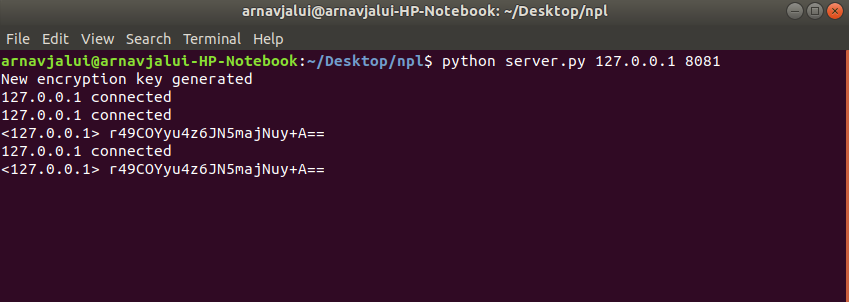 arnavjalui@arnavjalui-HP-Notebook: ~/Desktop/npl
File Edit View Search Terminal Help
arnavjalui@arnavjalui-HP-Notebook:~/Desktop/npl$ python server.py 127.0.0.1 8081
New encryption key generated
127.0.0.1 connected
127.0.0.1 connected
<127.0.0.1> r49COYyu4z6JN5majNuy+A==
127.0.0.1 connected
<127.0.0.1> r49COYyu4z6JN5majNuy+A==